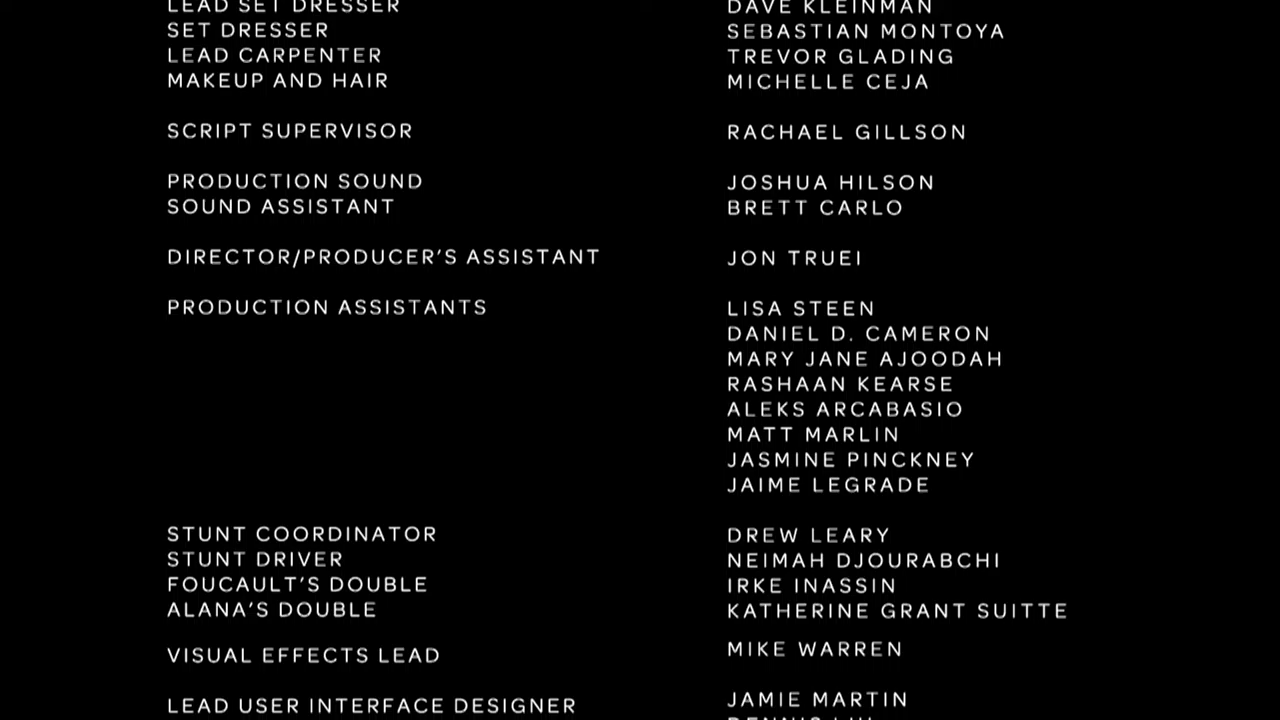 LEAD SET DRESSER DAVE KLEINMAN
SET DRESSER SEBASTIAN MONTOYA
LEAD CARPENTER TREVOR GLADING
MAKEUP AND HAIR MICHELLE CEJA
SCRIPT SUPERVISOR RACHAEL GILLSON
PRODUCTION SOUND JOSHUA HILSON
SOUND ASSISTANT BRETT CARLO
DIRECTOR/PRODUCER'S ASSISTANT JON TRUEI
PRODUCTION ASSISTANTS LISA STEEN
DANIEL D. CAMERON
MARY JANE AJOODAH
RASHAAN KEARSE
ALEKS ARCABASIO
MATT MARLIN
JASMINE PINCKNEY
JAIME LEGRADE
STUNT COORDINATOR DREW LEARY
STUNT DRIVER NEIMAH DJOURABCHI
FOUCAULT'S DOUBLE IRKE INASSIN
ALANA'S DOUBLE KATHERINE GRANT SUITTE
VISUAL EFFECTS LEAD MIKE WARREN
LEAD USER INTERFACE DESIGNER JAMIE MARTIN